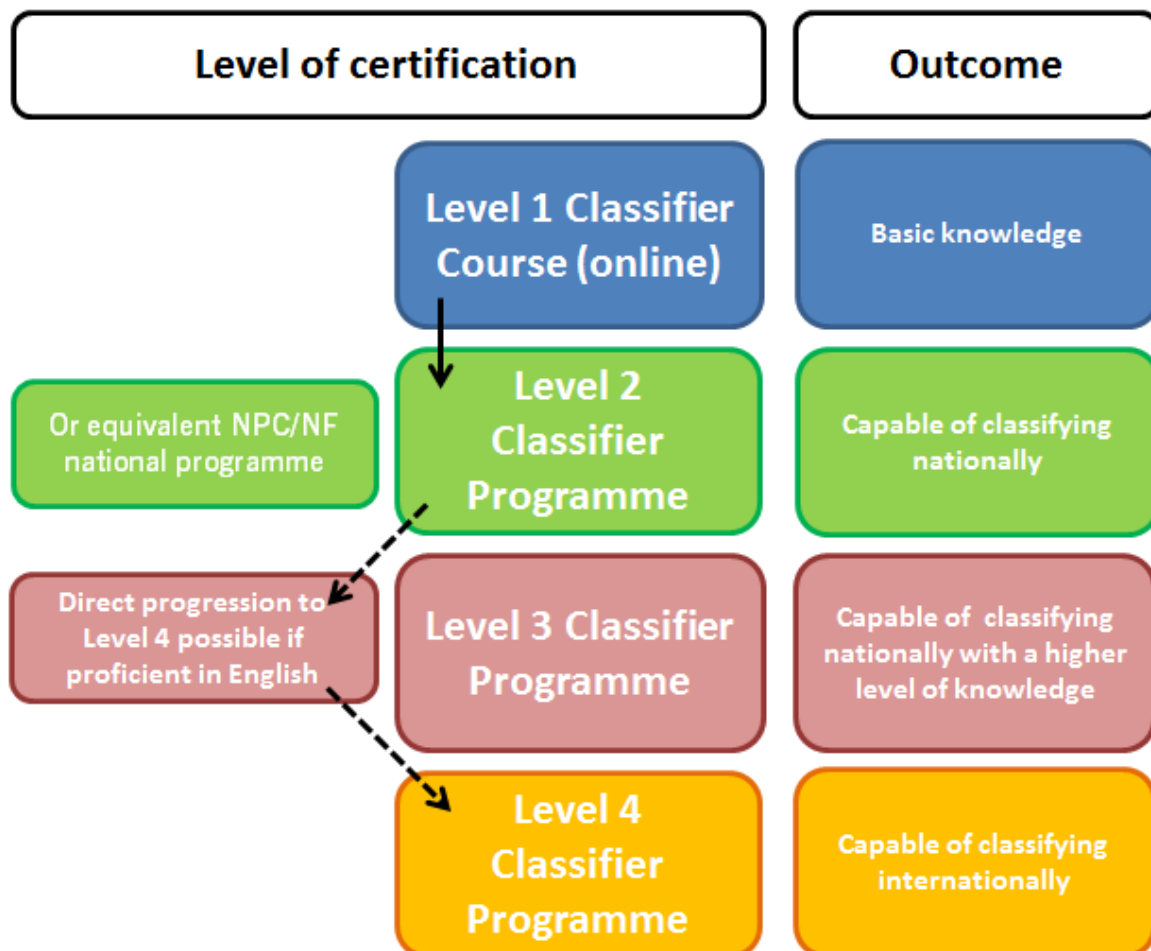 Level of certification
Outcome
Level 1 Classifier
Course (online)
Basic knowledge
Or equivalent NPC/NF
national programme
Level 2
Classifier
Programme
Capable of classifying
nationally
Direct progression to
Level 4 possible if
proficient in English
Level 3 Classifier
Programme
Capable of  classifying
nationally with a higher
level of knowledge
Level 4
Classifier
Programme
Capable of classifying
internationally